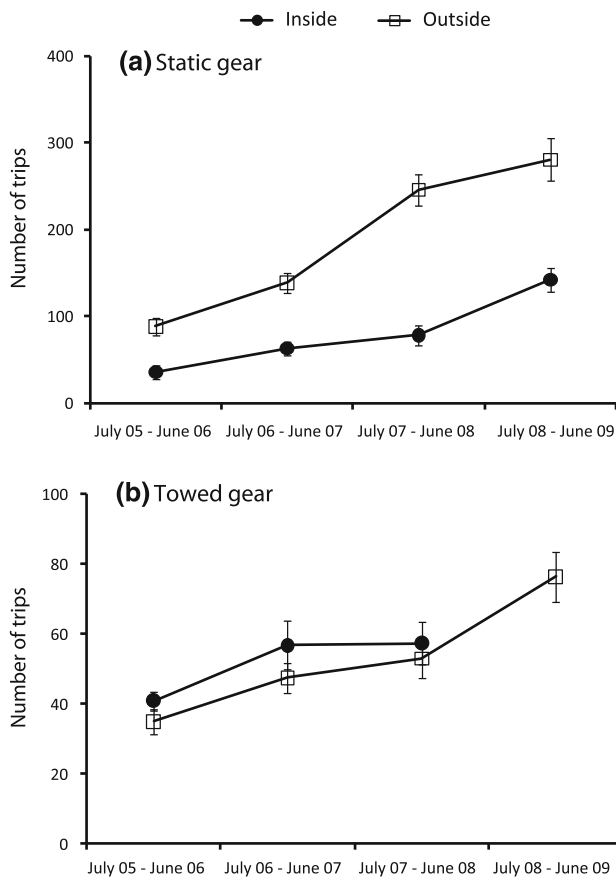 Inside Outside
(a) Static gear
400
300
200
100
0
Number of trips
July 05 - June 06 July 06 - June 07 July 07 - June 08 July 08 - June 09
(b) Towed gear
100
80
60
40
20
0
Number of trips
July 05 - June 06 July 06 - June 07 July 07 - June 08 July 08 - June 09